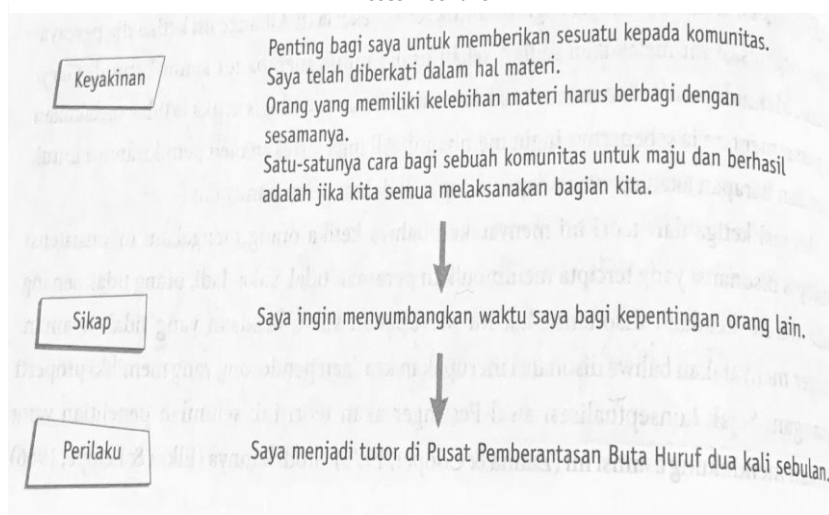 Keyakinan
Penting bagi saya untuk memberikan sesuatu kepada komunitas.
Saya telah diberkati dalam hal materi.
Orang yang memiliki kelebihan materi harus berbagi dengan
sesamanya.
Satu-satunya cara bagi sebuah komunitas untuk maju dan berhasil
adalah jika kita semua melaksanakan bagian kita.
Sikap
Saya ingin menyumbangkan waktu saya bagi kepentingan orang lain.
Perilaku
Saya menjadi tutor di Pusat Pemberantasan Buta Huruf dua kali sebulan.